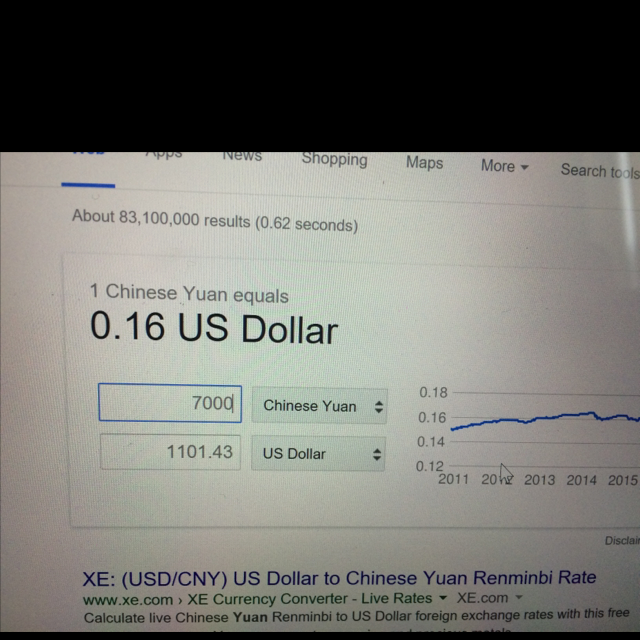 Web Apps News Shopping Maps More Search tools
About 83,100,000 results (0.62 seconds)
1 Chinese Yuan equals
0.16 US Dollar
7000 Chinese Yuan
1101.43 US Dollar
0.18
0.16
0.14
0.12
2011 2012 2013 2014 2015
Disclai
XE: (USD/CNY) US Dollar to Chinese Yuan Renminbi Rate
www.xe.com › XE Currency Converter - Live Rates XE.com
Calculate live Chinese Yuan Renminbi to US Dollar foreign exchange rates with this free